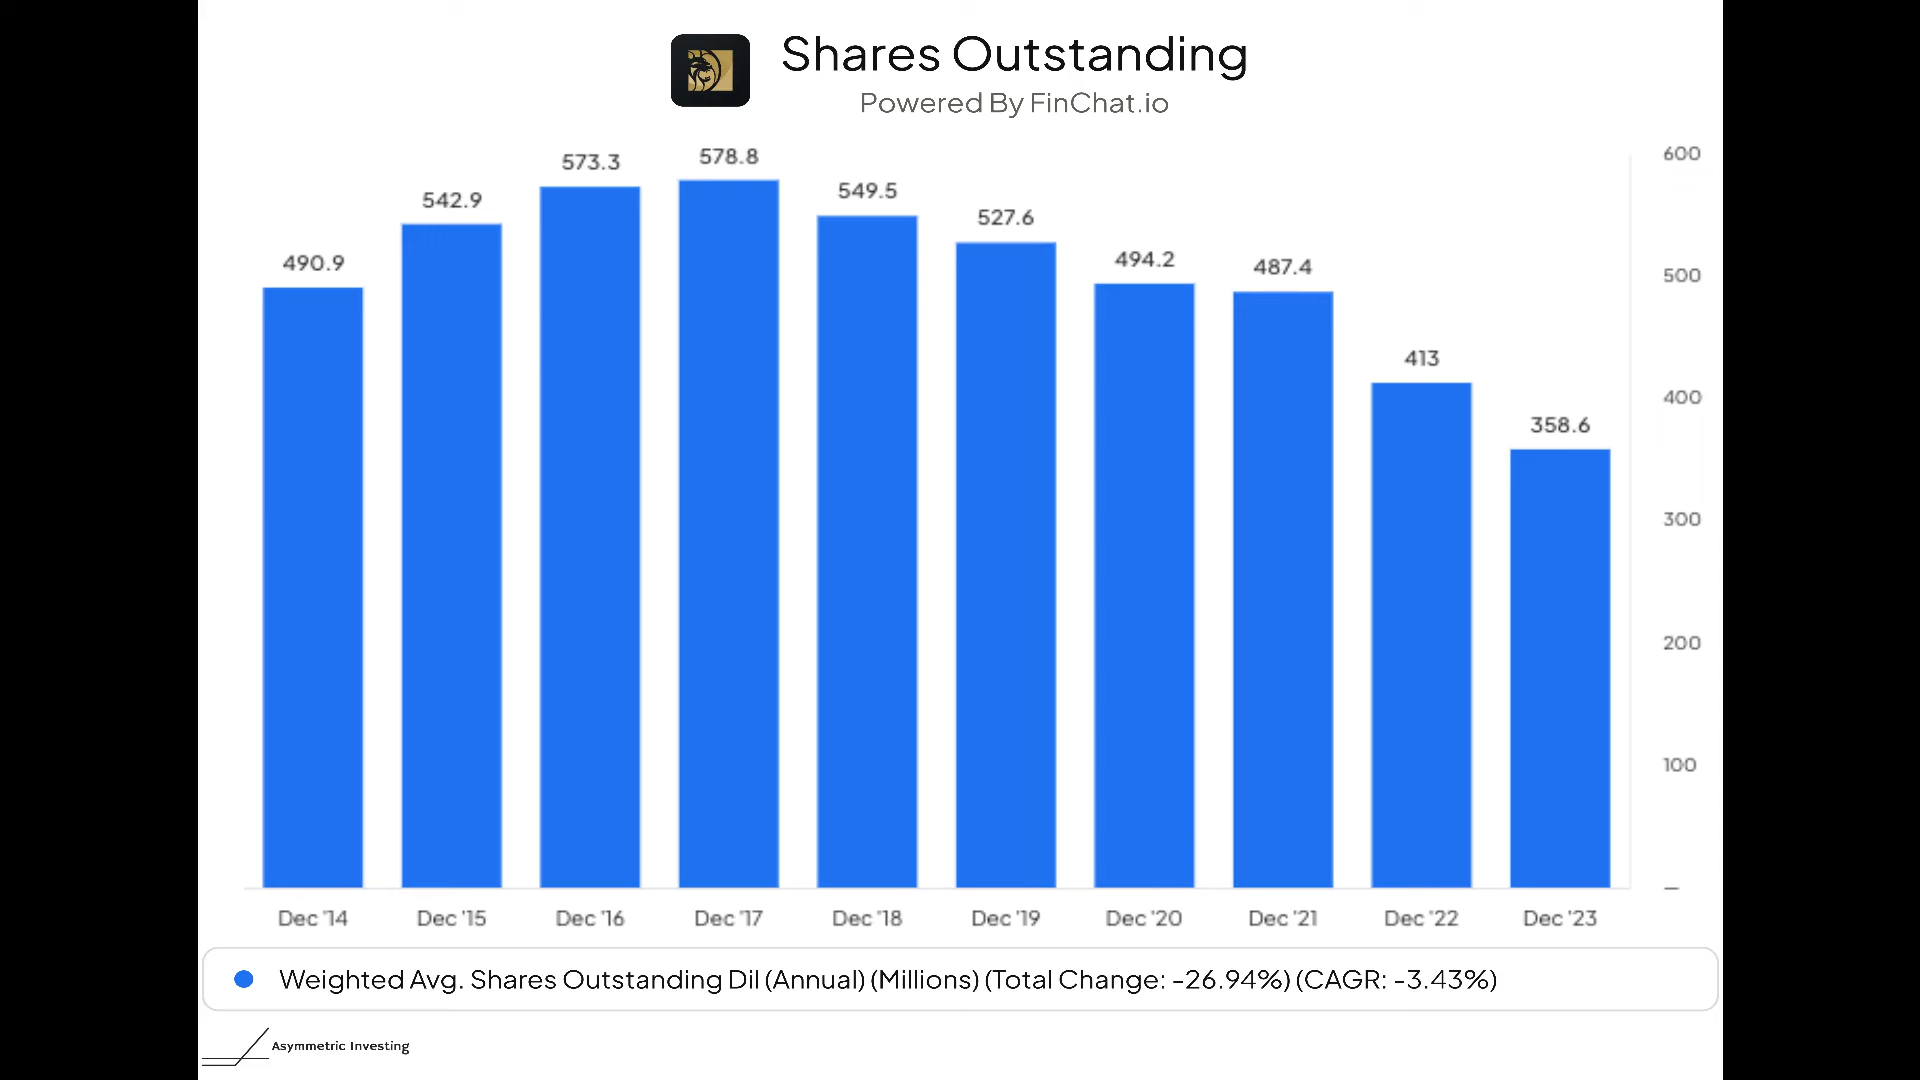 Shares Outstanding
Powered By FinChat.io
490.9
542.9
573.3
578.8
549.5
527.6
494.2
487.4
413
358.6
600
500
400
300
200
100
—
Dec '14
Dec '15
Dec '16
Dec '17
Dec '18
Dec '19
Dec '20
Dec '21
Dec '22
Dec '23
Weighted Avg. Shares Outstanding Dil (Annual) (Millions) (Total Change: -26.94%) (CAGR: -3.43%)
Asymmetric Investing